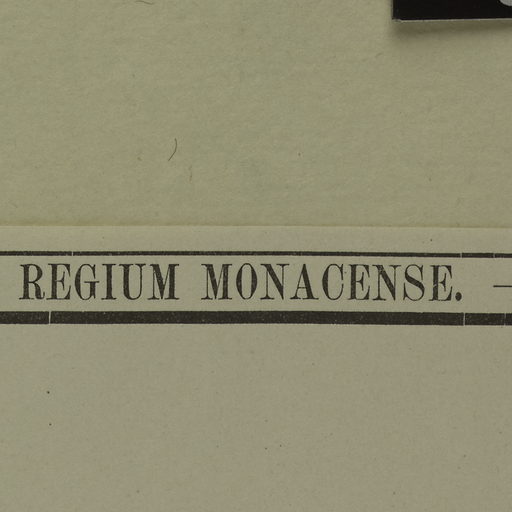 REGIUM MONACENSE. —